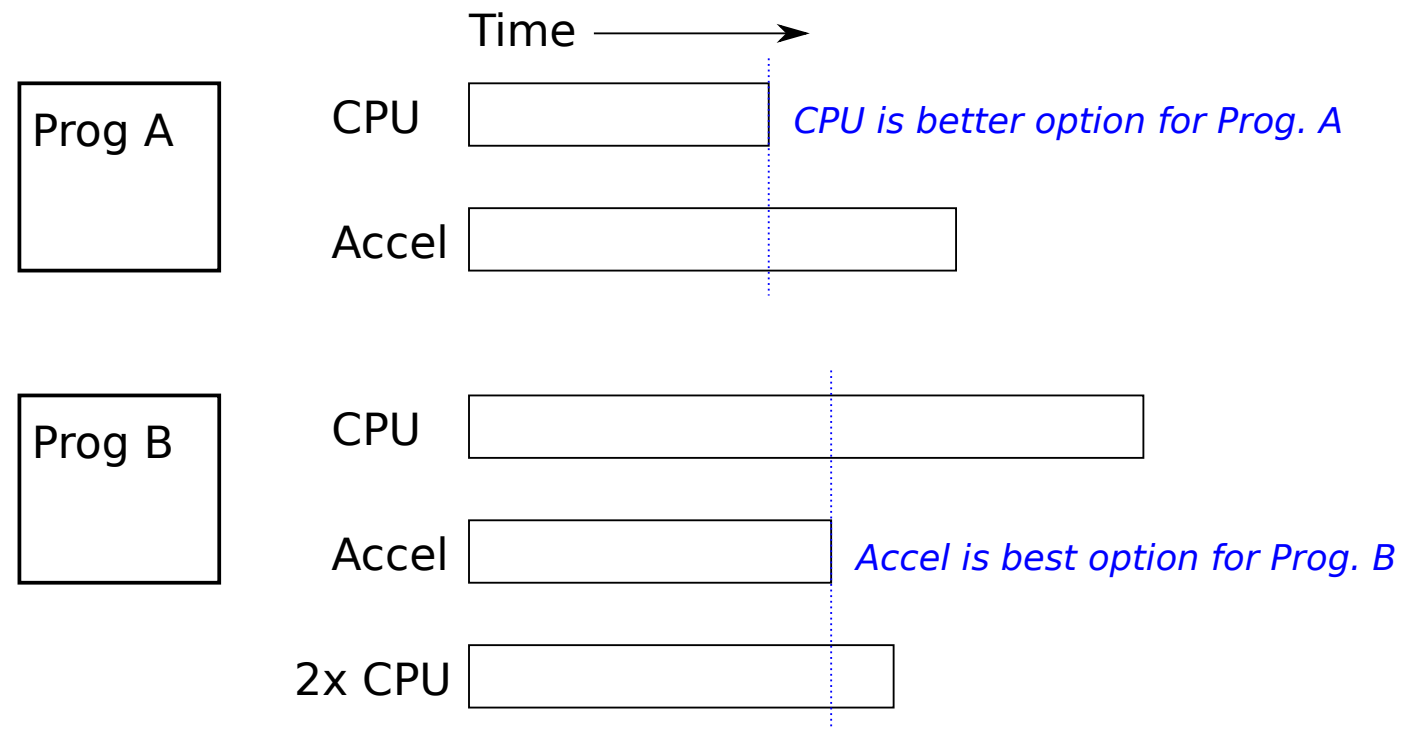 Time
Prog A
CPU
CPU is better option for Prog. A
Accel
Prog B
CPU
Accel
Accel is best option for Prog. B
2x CPU